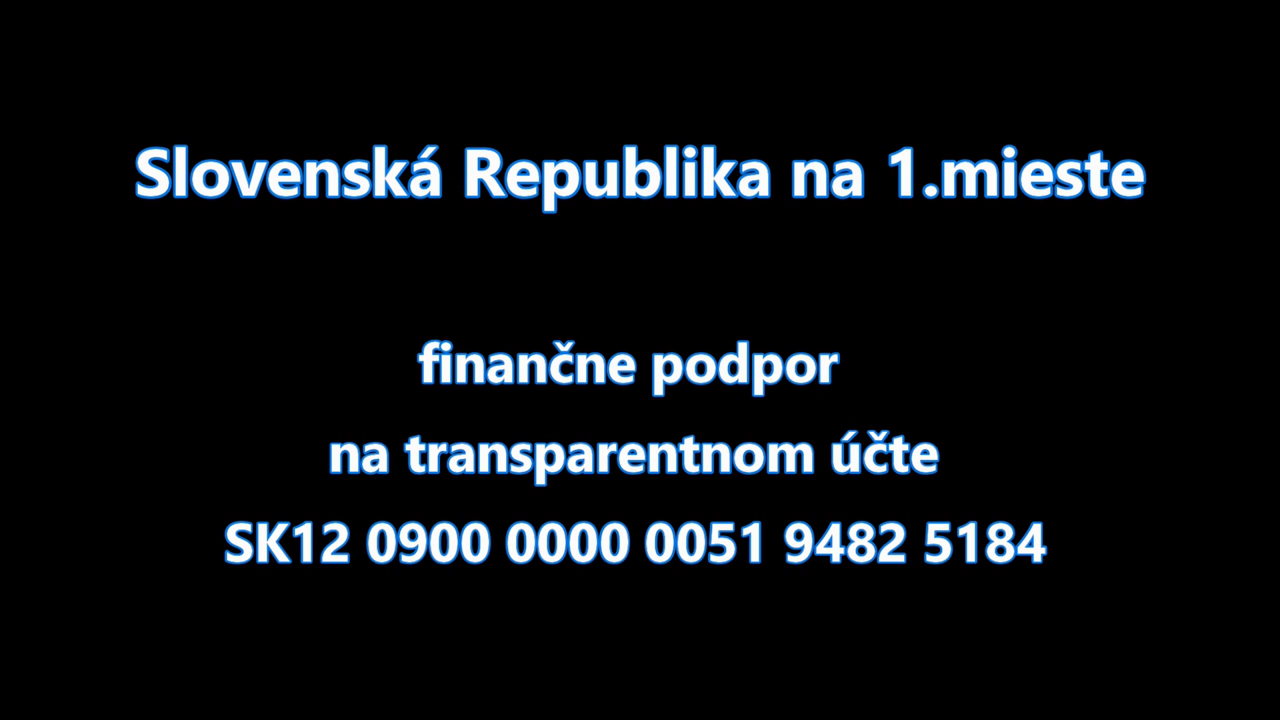 Slovenská Republika na 1.mieste
finančne podpor
na transparentnom účte
SK12 0900 0000 0051 9482 5184